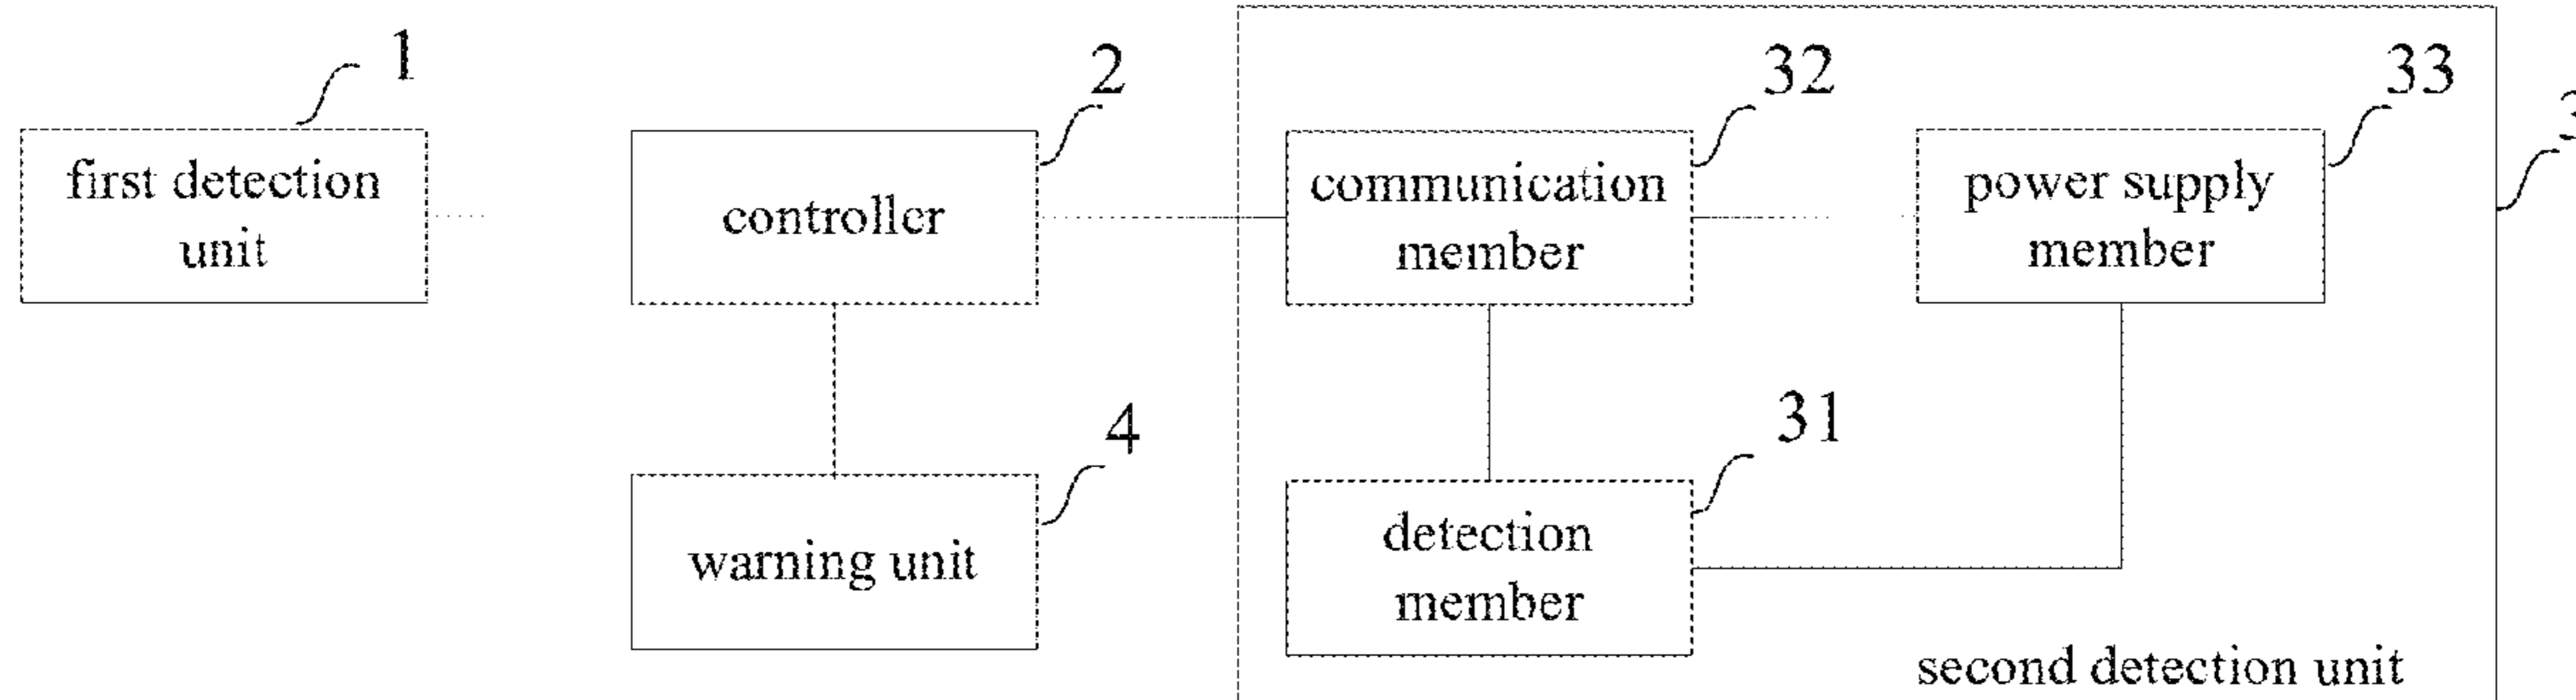 1
first detection
unit
2
controller
4
warning unit
32
communication
member
33
power supply
member
31
detection
member
3
second detection unit